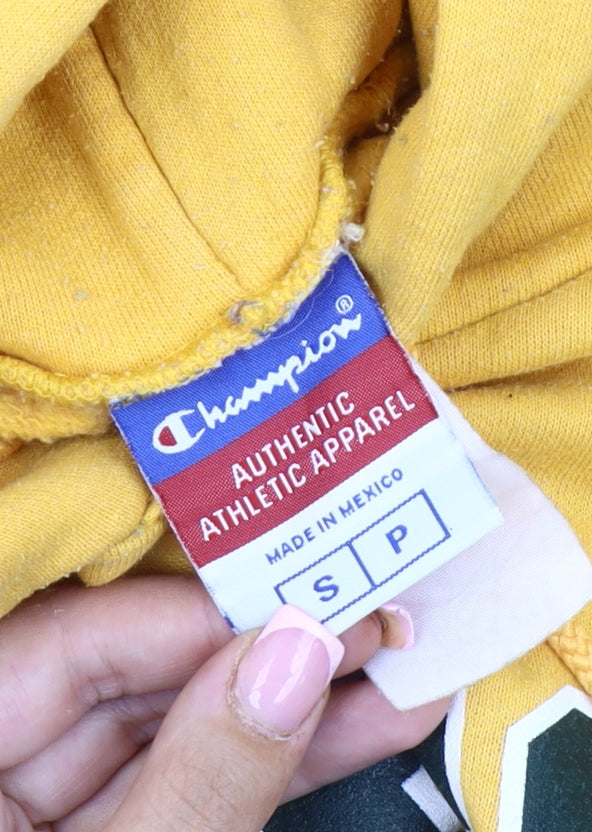 Champion®
AUTHENTIC
ATHLETIC APPAREL
MADE IN MEXICO
S P